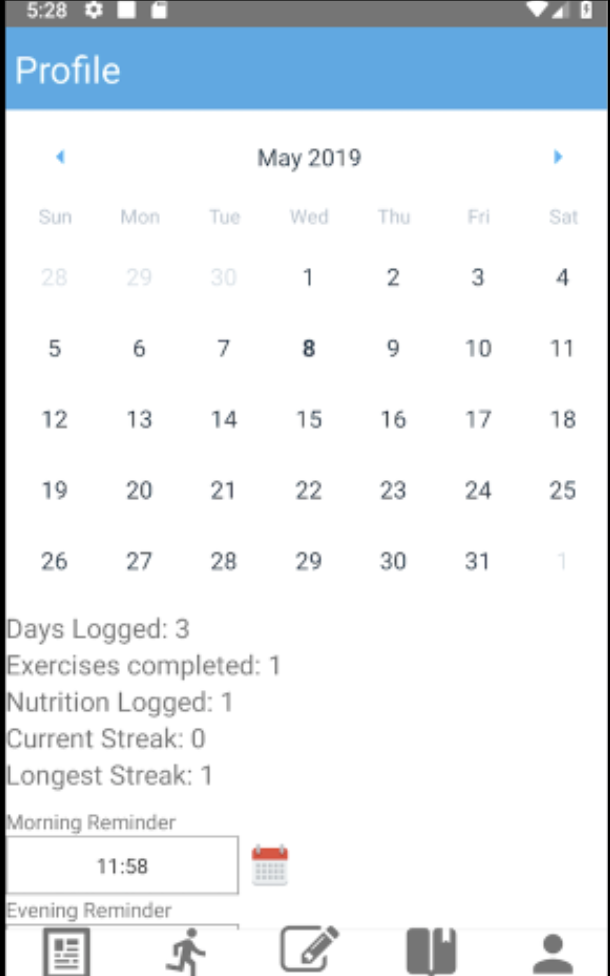 5:28
Profile
May 2019
Sun Mon Tue Wed Thu Fri Sat
28 29 30 1 2 3 4
5 6 7 8 9 10 11
12 13 14 15 16 17 18
19 20 21 22 23 24 25
26 27 28 29 30 31 1
Days Logged: 3
Exercises completed: 1
Nutrition Logged: 1
Current Streak: 0
Longest Streak: 1
Morning Reminder
11:58
Evening Reminder